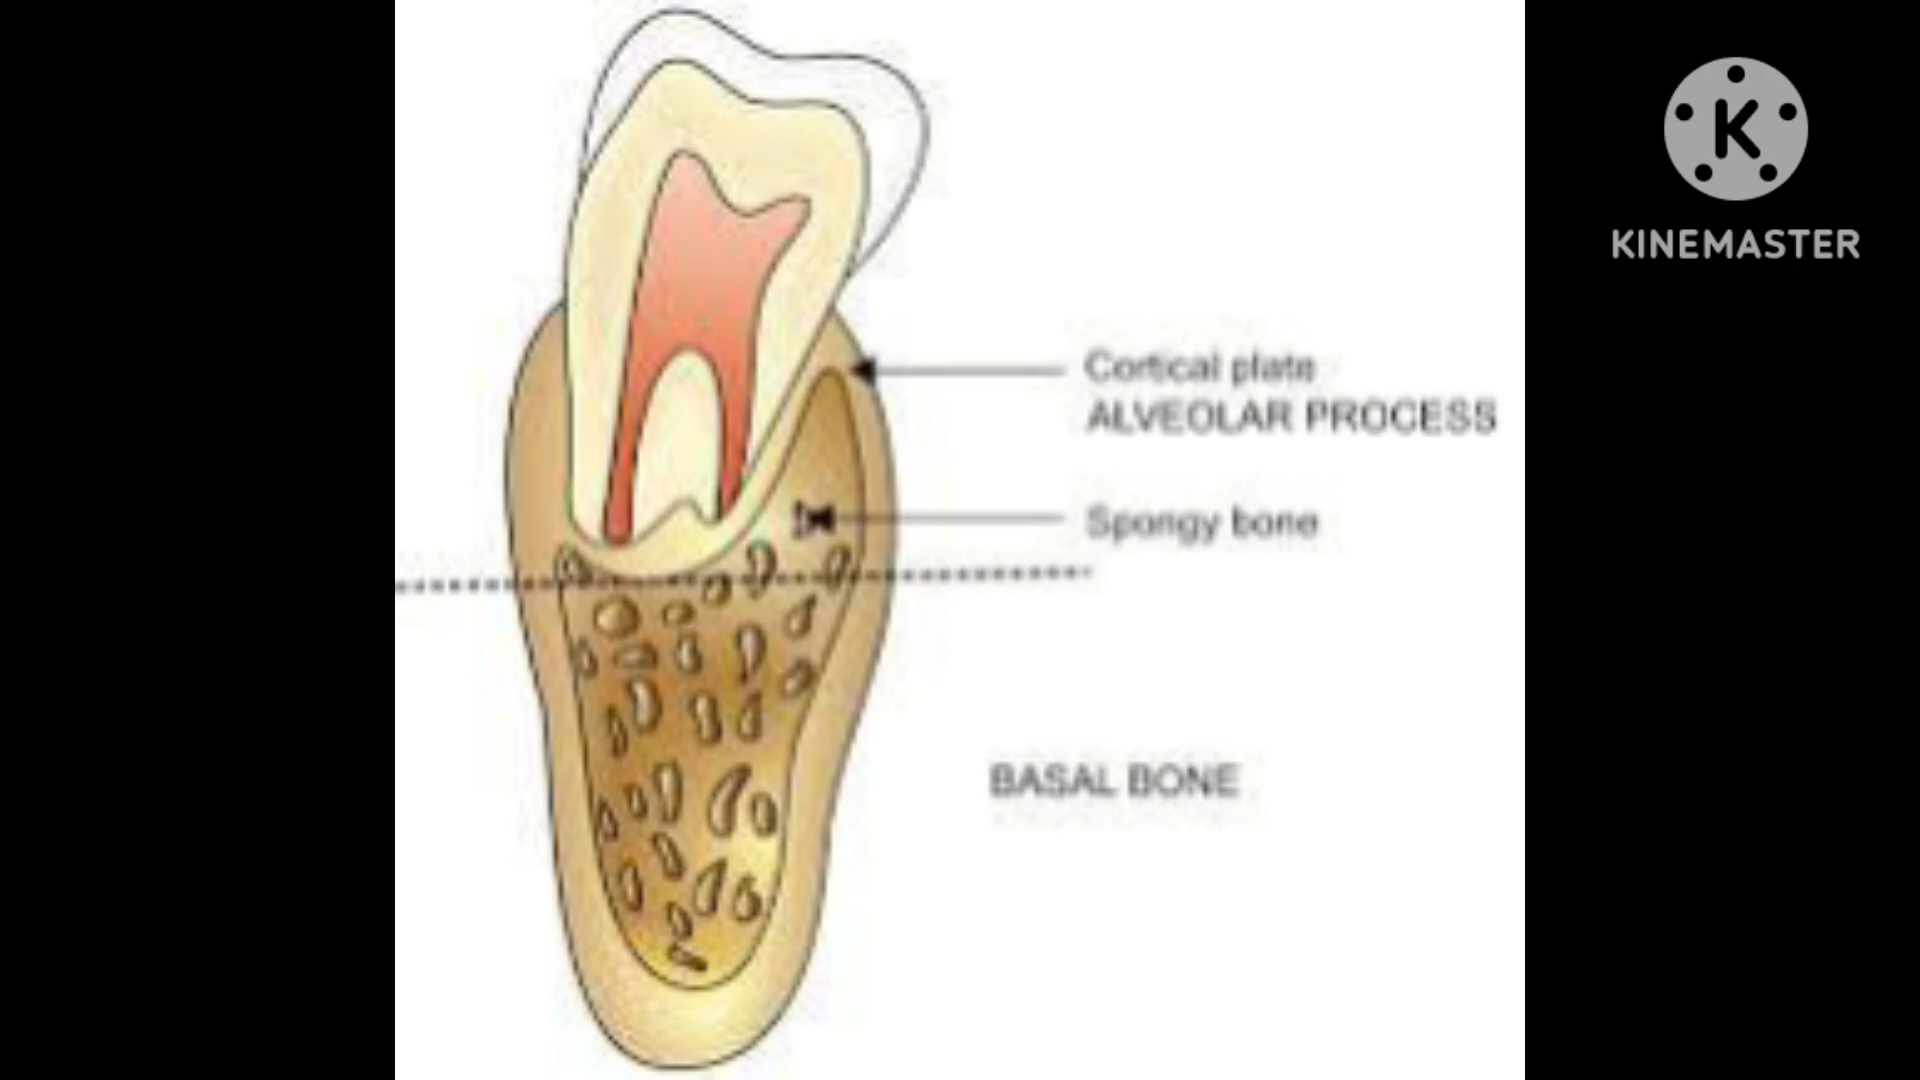 K
KINEMASTER
Cortical plate
ALVEOLAR PROCESS
Spongy bone
BASAL BONE